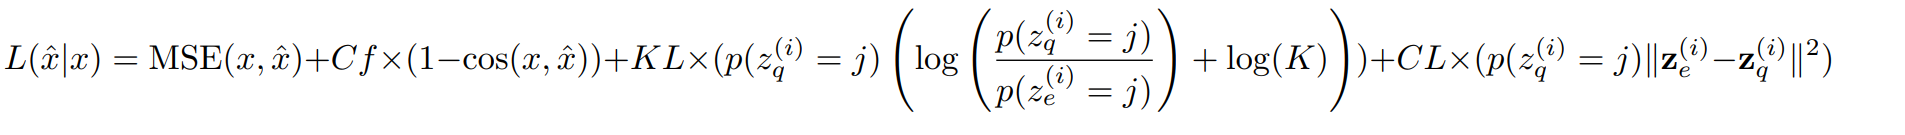 L(x̂|x) = MSE(x, x̂)+Cf×(1−cos(x, x̂))+KL×(p(z_q^{(i)} = j) (log (p(z_q^{(i)} = j) / p(z_e^{(i)} = j)) + log(K)))+CL×(p(z_q^{(i)} = j)‖𝐳_e^{(i)}−𝐳_q^{(i)}‖²)